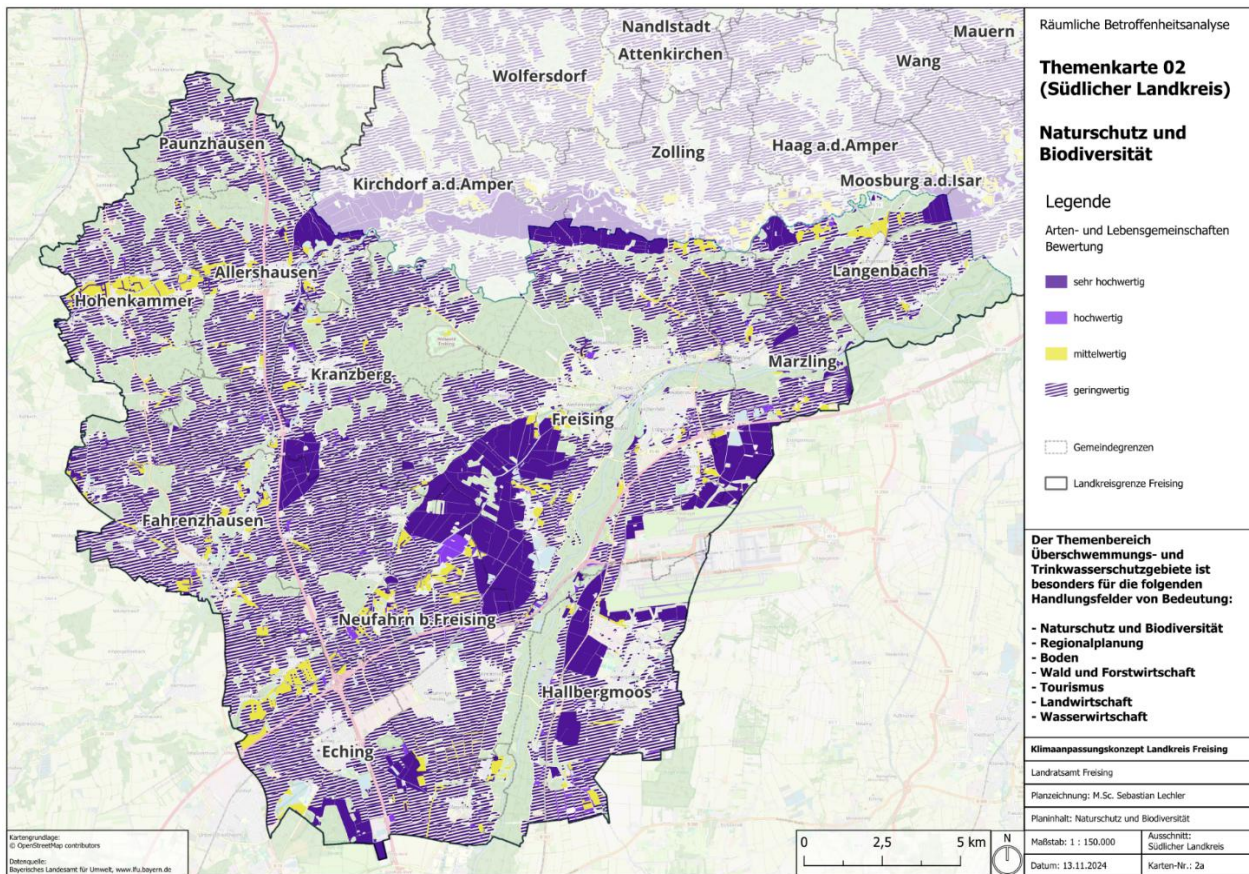 Nandlstadt
Mauern
Attenkirchen
Wang
Wolfersdorf
Paunzhausen
Zolling
Haag a.d.Amper
Kirchdorf a.d.Amper
Moosburg a.d.Isar
Allershausen
Langenbach
Hohenkammer
Kranzberg
Marzling
Freising
Fahrenzhausen
Neufahrn b.Freising
Hallbergmoos
Eching
Kartengrundlage:
© OpenStreetMap contributors
Datenquelle:
Bayerisches Landesamt für Umwelt, www.lfu.bayern.de
0 2,5 5 km
N
Räumliche Betroffenheitsanalyse
Themenkarte 02
(Südlicher Landkreis)
Naturschutz und
Biodiversität
Legende
Arten- und Lebensgemeinschaften
Bewertung
sehr hochwertig
hochwertig
mittelwertig
geringwertig
Gemeindegrenzen
Landkreisgrenze Freising
Der Themenbereich
Überschwemmungs- und
Trinkwasserschutzgebiete ist
besonders für die folgenden
Handlungsfelder von Bedeutung:
- Naturschutz und Biodiversität
- Regionalplanung
- Boden
- Wald und Forstwirtschaft
- Tourismus
- Landwirtschaft
- Wasserwirtschaft
Klimaanpassungskonzept Landkreis Freising
Landratsamt Freising
Planzeichnung: M.Sc. Sebastian Lechler
Planinhalt: Naturschutz und Biodiversität
Maßstab: 1 : 150.000
Ausschnitt:
Südlicher Landkreis
Datum: 13.11.2024
Karten-Nr.: 2a